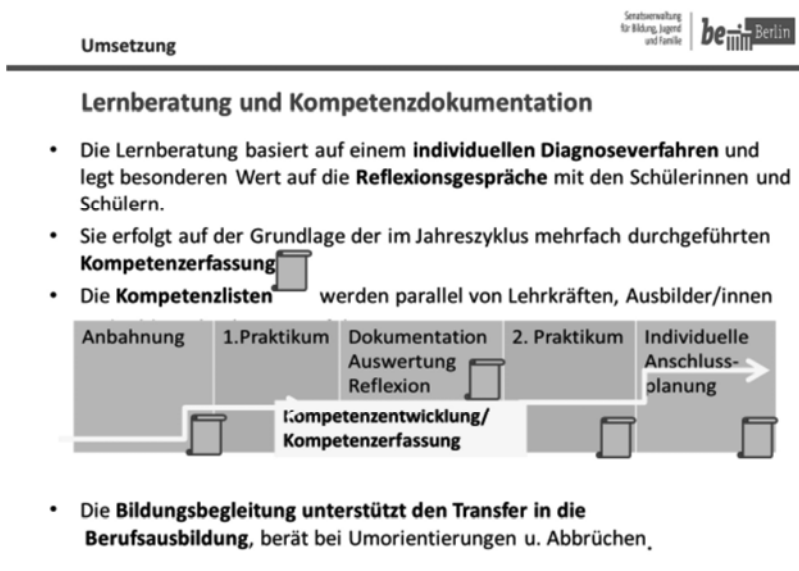 Umsetzung
Senatsverwaltung
für Bildung, Jugend
und Familie
be Berlin
Lernberatung und Kompetenzdokumentation
• Die Lernberatung basiert auf einem individuellen Diagnoseverfahren und
legt besonderen Wert auf die Reflexionsgespräche mit den Schülerinnen und
Schülern.
• Sie erfolgt auf der Grundlage der im Jahreszyklus mehrfach durchgeführten
Kompetenzerfassung
• Die Kompetenzlisten werden parallel von Lehrkräften, Ausbilder/innen
Anbahnung
1.Praktikum
Dokumentation
Auswertung
Reflexion
2. Praktikum
Individuelle
Anschluss-
planung
Kompetenzentwicklung/
Kompetenzerfassung
• Die Bildungsbegleitung unterstützt den Transfer in die
Berufsausbildung, berät bei Umorientierungen u. Abbrüchen.